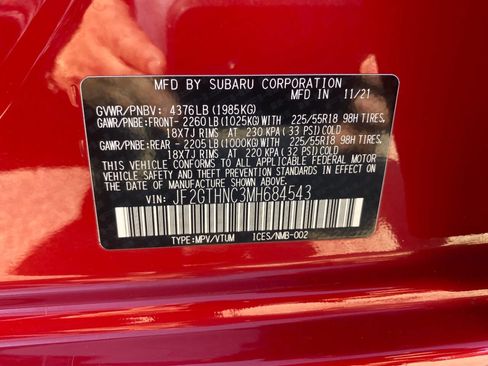 MFD. BY SUBARU CORPORATION 11/21
GVWR/PNBV: 4376LB(1985KG)
GAWR/PNBE:FRONT-2260LB(1025KG)WITH 225/55R18 98H TIRES,
18X7J RIMS AT 230 KPA(33 PSI)COLD
GAWR/PNBE:REAR -2205LB(1000KG)WITH 225/55R18 98H TIRES,
18X7J RIMS AT 220 KPA(32 PSI)COLD
THIS VEHICLE CONFORMS TO ALL APPLICABLE FEDERAL MOTOR
VEHICLE SAFETY AND THEFT PREVENTION STANDARDS
IN EFFECT ON THE DATE OF MANUFACTURE SHOWN ABOVE.
VIN: JF2GTHNC3MH684543
TYPE:MPV/VTUM ICES/NMB-002